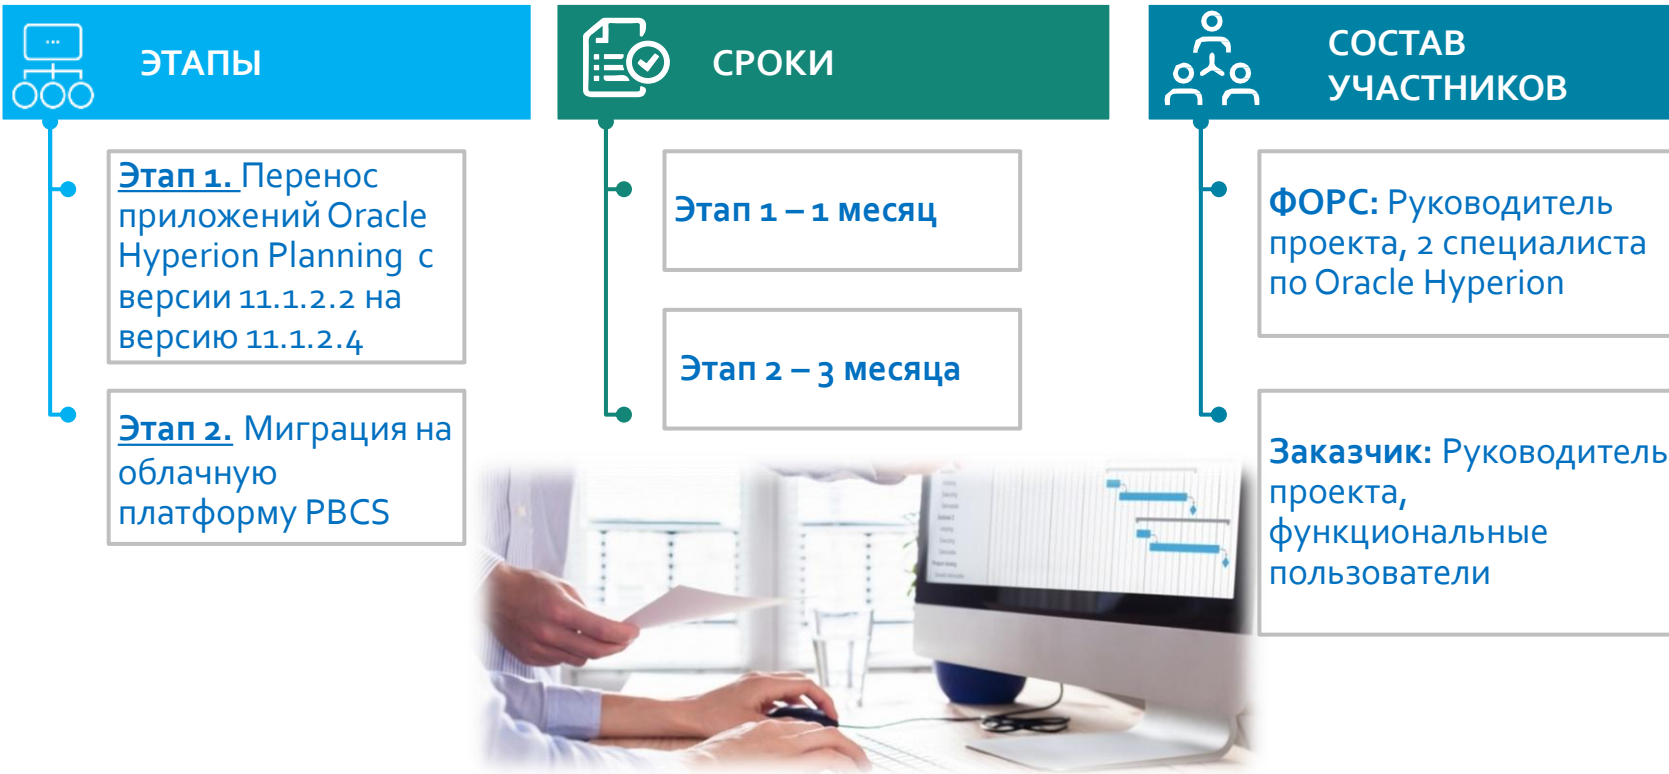 ЭТАПЫ
Этап 1. Перенос
приложений Oracle
Hyperion Planning с
версии 11.1.2.2 на
версию 11.1.2.4
Этап 2. Миграция на
облачную
платформу PBCS
СРОКИ
Этап 1 – 1 месяц
Этап 2 – 3 месяца
СОСТАВ
УЧАСТНИКОВ
ФОРС: Руководитель
проекта, 2 специалиста
по Oracle Hyperion
Заказчик: Руководитель
проекта,
функциональные
пользователи